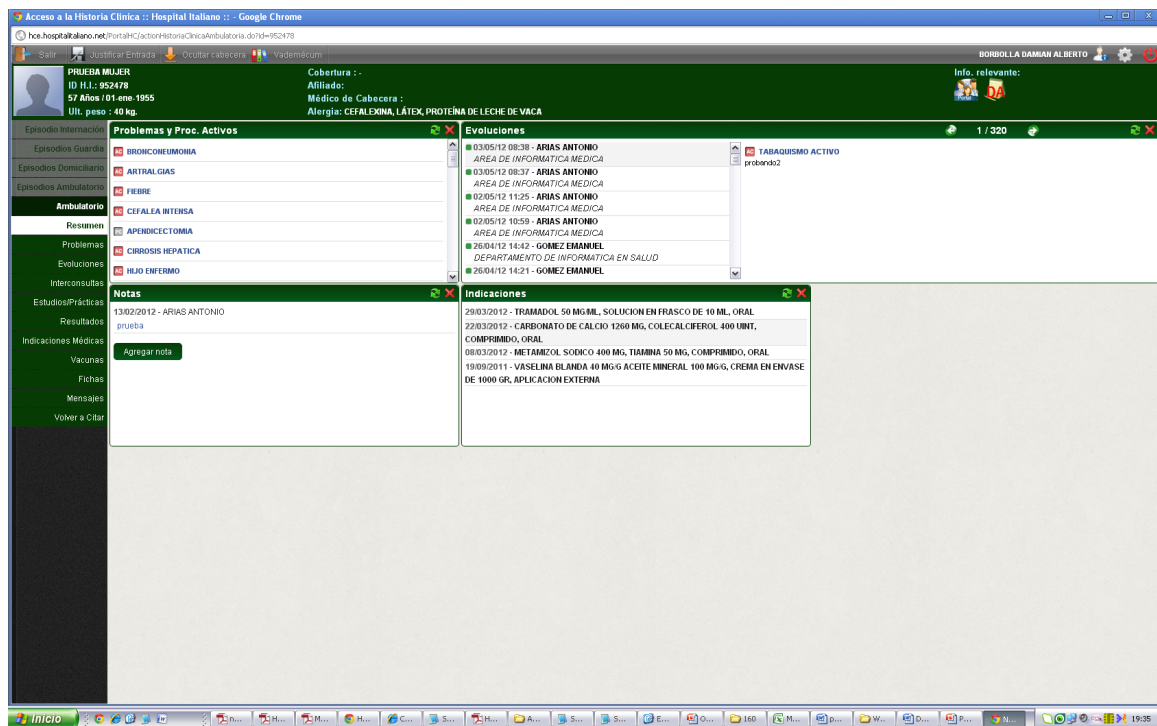 Acceso a la Historia Clinica :: Hospital Italiano :: - Google Chrome
hce.hospitalitaliano.net/PortalHC/actionHistoriaClinicaAmbulatoria.do?id=952478
Salir Justificar Entrada Ocultar cabecera Vademécum BORBOLLA DAMIAN ALBERTO
PRUEBA MUJER
ID H.I.: 952478
57 Años / 01-ene-1955
Ult. peso : 40 kg.
Cobertura : -
Afiliado:
Médico de Cabecera :
Alergia: CEFALEXINA, LÁTEX, PROTEÍNA DE LECHE DE VACA
Info. relevante:
Portal DA
Episodio Internación
Episodios Guardia
Episodios Domiciliario
Episodios Ambulatorio
Ambulatorio
Resumen
Problemas
Evoluciones
Interconsultas
Estudios/Prácticas
Resultados
Indicaciones Médicas
Vacunas
Fichas
Mensajes
Volver a Citar
Problemas y Proc. Activos
AC BRONCONEUMONIA
AC ARTRALGIAS
AC FIEBRE
AC CEFALEA INTENSA
APENDICECTOMIA
AC CIRROSIS HEPATICA
AC HIJO ENFERMO
Evoluciones 1 / 320
03/05/12 08:38 - ARIAS ANTONIO
AREA DE INFORMATICA MEDICA
03/05/12 08:37 - ARIAS ANTONIO
AREA DE INFORMATICA MEDICA
02/05/12 11:25 - ARIAS ANTONIO
AREA DE INFORMATICA MEDICA
02/05/12 10:59 - ARIAS ANTONIO
AREA DE INFORMATICA MEDICA
26/04/12 14:42 - GOMEZ EMANUEL
DEPARTAMENTO DE INFORMATICA EN SALUD
26/04/12 14:21 - GOMEZ EMANUEL
AC TABAQUISMO ACTIVO
probando2
Notas
13/02/2012 - ARIAS ANTONIO
prueba
Agregar nota
Indicaciones
29/03/2012 - TRAMADOL 50 MG/ML, SOLUCION EN FRASCO DE 10 ML, ORAL
22/03/2012 - CARBONATO DE CALCIO 1260 MG, COLECALCIFEROL 400 UINT,
COMPRIMIDO, ORAL
08/03/2012 - METAMIZOL SODICO 400 MG, TIAMINA 50 MG, COMPRIMIDO, ORAL
19/09/2011 - VASELINA BLANDA 40 MG/G ACEITE MINERAL 100 MG/G, CREMA EN ENVASE
DE 1000 GR, APLICACION EXTERNA
Inicio n... H... M... H... C... S... H... A... S... S... E... O... 160 M... p... W... D... P... N... 19:35